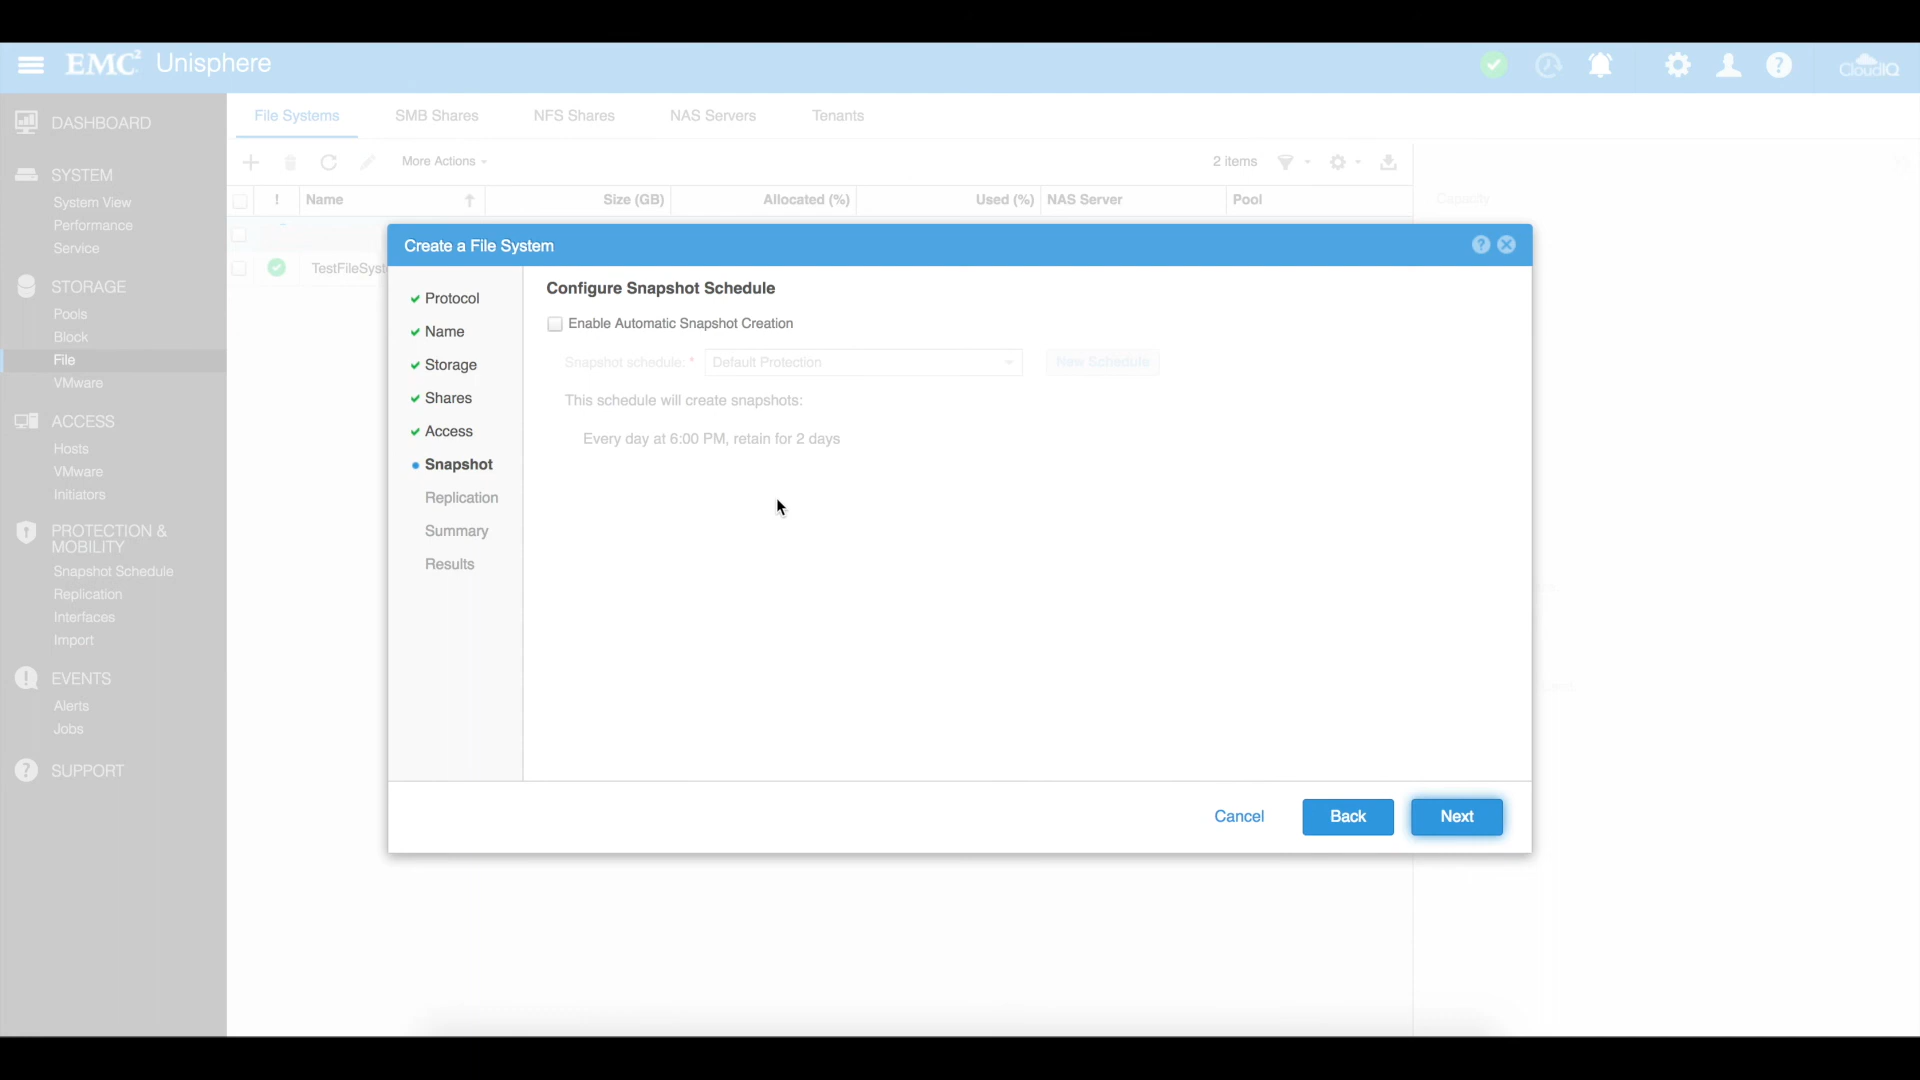 EMC² Unisphere
CloudIQ
DASHBOARD
SYSTEM
System View
Performance
Service
STORAGE
Pools
Block
File
VMware
ACCESS
Hosts
VMware
Initiators
PROTECTION &
MOBILITY
Snapshot Schedule
Replication
Interfaces
Import
EVENTS
Alerts
Jobs
SUPPORT
File Systems SMB Shares NFS Shares NAS Servers Tenants
More Actions 2 items
! Name Size (GB) Allocated (%) Used (%) NAS Server Pool
Capacity
TestFileSyst
Create a File System
Protocol
Name
Storage
Shares
Access
Snapshot
Replication
Summary
Results
Configure Snapshot Schedule
Enable Automatic Snapshot Creation
Snapshot schedule: * Default Protection New Schedule
This schedule will create snapshots:
Every day at 6:00 PM, retain for 2 days
Cancel Back Next